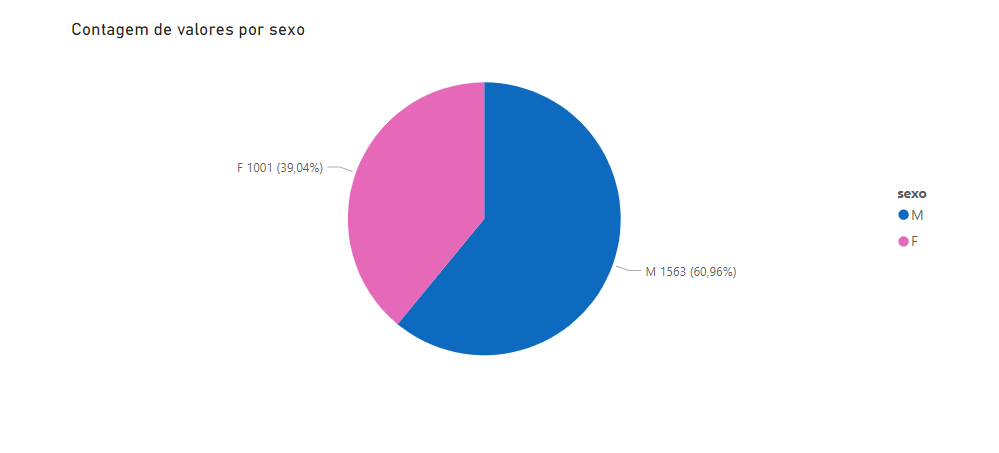 Contagem de valores por sexo
F 1001 (39,04%)
M 1563 (60,96%)
sexo
M
F